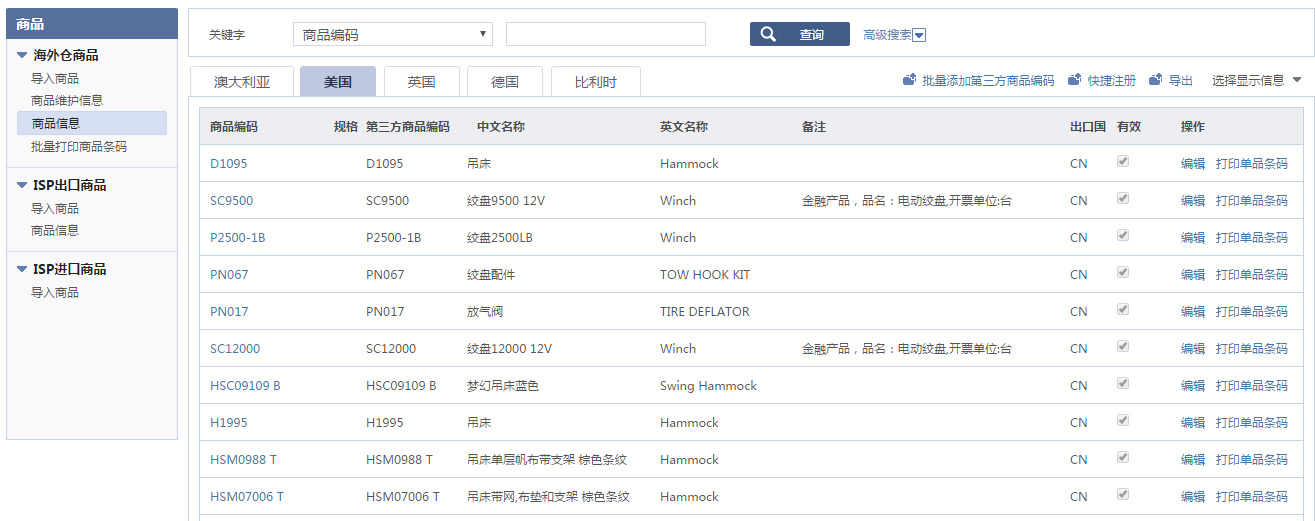 商品
海外仓商品
导入商品
商品维护信息
商品信息
批量打印商品条码
ISP出口商品
导入商品
商品信息
ISP进口商品
导入商品
关键字 商品编码 查询 高级搜索
澳大利亚 美国 英国 德国 比利时 批量添加第三方商品编码 快捷注册 导出 选择显示信息
商品编码 规格 第三方商品编码 中文名称 英文名称 备注 出口国 有效 操作
D1095 D1095 吊床 Hammock CN 编辑 打印单品条码
SC9500 SC9500 绞盘9500 12V Winch 金融产品，品名：电动绞盘,开票单位:台 CN 编辑 打印单品条码
P2500-1B P2500-1B 绞盘2500LB Winch CN 编辑 打印单品条码
PN067 PN067 绞盘配件 TOW HOOK KIT CN 编辑 打印单品条码
PN017 PN017 放气阀 TIRE DEFLATOR CN 编辑 打印单品条码
SC12000 SC12000 绞盘12000 12V Winch 金融产品，品名：电动绞盘,开票单位:台 CN 编辑 打印单品条码
HSC09109 B HSC09109 B 梦幻吊床蓝色 Swing Hammock CN 编辑 打印单品条码
H1995 H1995 吊床 Hammock CN 编辑 打印单品条码
HSM0988 T HSM0988 T 吊床单层帆布带支架 棕色条纹 Hammock CN 编辑 打印单品条码
HSM07006 T HSM07006 T 吊床带网,布垫和支架 棕色条纹 Hammock CN 编辑 打印单品条码